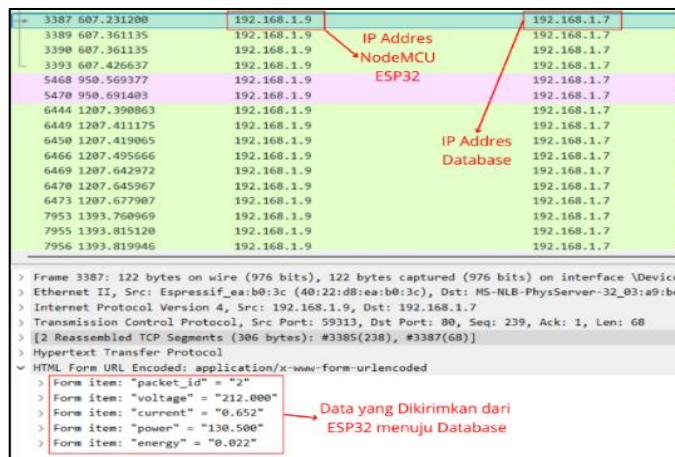 3387 607.231200 192.168.1.9 192.168.1.7
3389 607.361135 192.168.1.9 192.168.1.7
3390 607.361135 192.168.1.9 192.168.1.7
3393 607.426637 192.168.1.9 192.168.1.7
5468 950.569377 192.168.1.9 192.168.1.7
5470 950.691403 192.168.1.9 192.168.1.7
6444 1207.390863 192.168.1.9 192.168.1.7
6449 1207.411175 192.168.1.9 192.168.1.7
6450 1207.419065 192.168.1.9 192.168.1.7
6466 1207.495666 192.168.1.9 192.168.1.7
6469 1207.642972 192.168.1.9 192.168.1.7
6470 1207.645967 192.168.1.9 192.168.1.7
6473 1207.677907 192.168.1.9 192.168.1.7
7953 1393.760969 192.168.1.9 192.168.1.7
7955 1393.815120 192.168.1.9 192.168.1.7
7956 1393.819946 192.168.1.9 192.168.1.7
IP Addres
NodeMCU
ESP32
IP Addres
Database
> Frame 3387: 122 bytes on wire (976 bits), 122 bytes captured (976 bits) on interface \Device
> Ethernet II, Src: Espressif_ea:b0:3c (40:22:d8:ea:b0:3c), Dst: MS-NLB-PhysServer-32_03:a9:b
> Internet Protocol Version 4, Src: 192.168.1.9, Dst: 192.168.1.7
> Transmission Control Protocol, Src Port: 59313, Dst Port: 80, Seq: 239, Ack: 1, Len: 68
> [2 Reassembled TCP Segments (306 bytes): #3385(238), #3387(68)]
> Hypertext Transfer Protocol
HTML Form URL Encoded: application/x-www-form-urlencoded
> Form item: "packet_id" = "2"
> Form item: "voltage" = "212.000"
> Form item: "current" = "0.652"
> Form item: "power" = "130.500"
> Form item: "energy" = "0.022"
Data yang Dikirimkan dari
ESP32 menuju Database